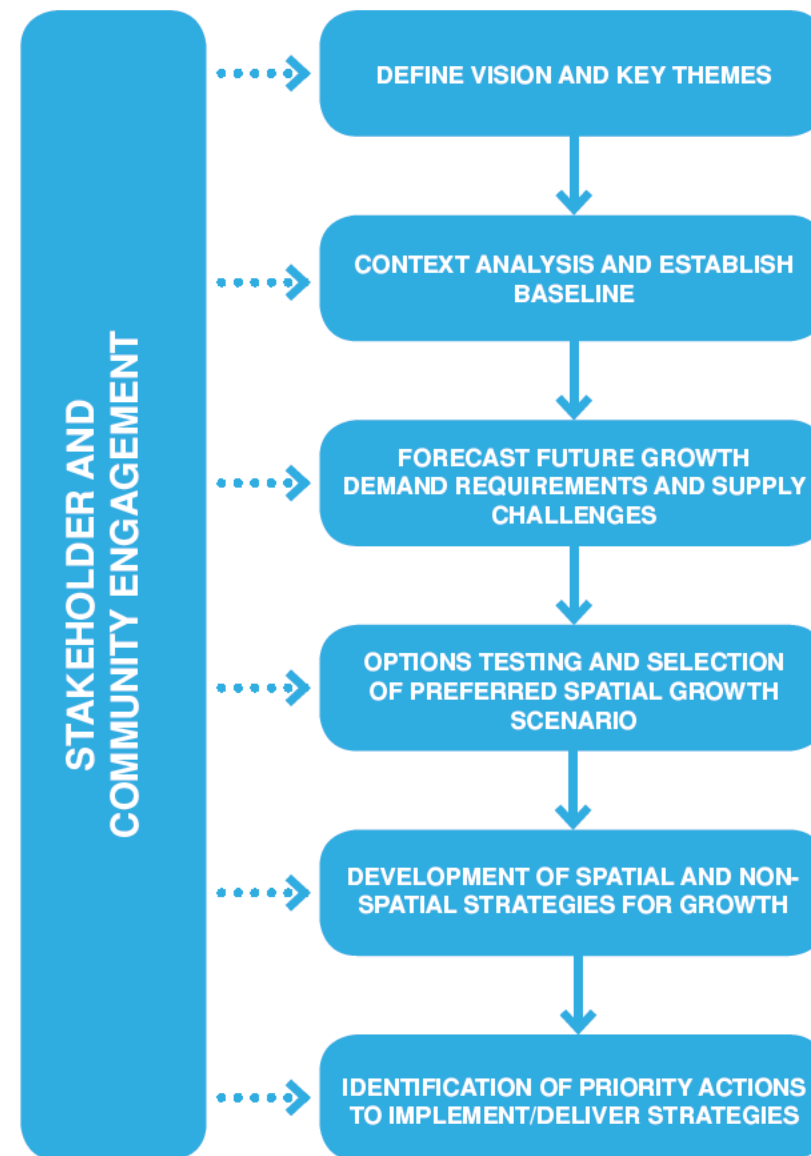 STAKEHOLDER AND
COMMUNITY ENGAGEMENT
DEFINE VISION AND KEY THEMES
CONTEXT ANALYSIS AND ESTABLISH
BASELINE
FORECAST FUTURE GROWTH
DEMAND REQUIREMENTS AND SUPPLY
CHALLENGES
OPTIONS TESTING AND SELECTION
OF PREFERRED SPATIAL GROWTH
SCENARIO
DEVELOPMENT OF SPATIAL AND NON-
SPATIAL STRATEGIES FOR GROWTH
IDENTIFICATION OF PRIORITY ACTIONS
TO IMPLEMENT/DELIVER STRATEGIES